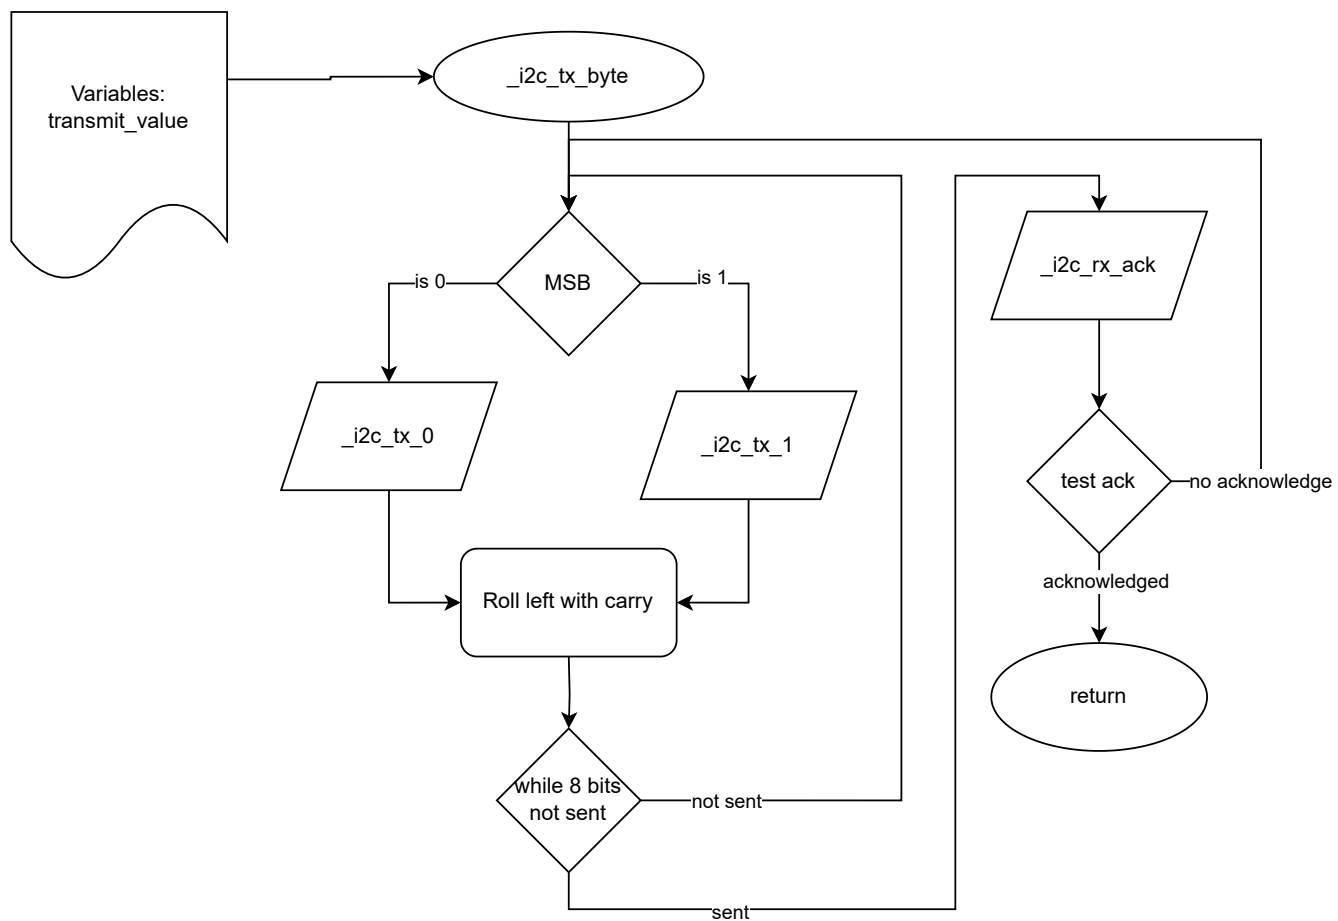 Variables:
transmit_value
_i2c_tx_byte
MSB
is 0
is 1
_i2c_tx_0
_i2c_tx_1
Roll left with carry
while 8 bits
not sent
not sent
sent
_i2c_rx_ack
test ack
no acknowledge
acknowledged
return